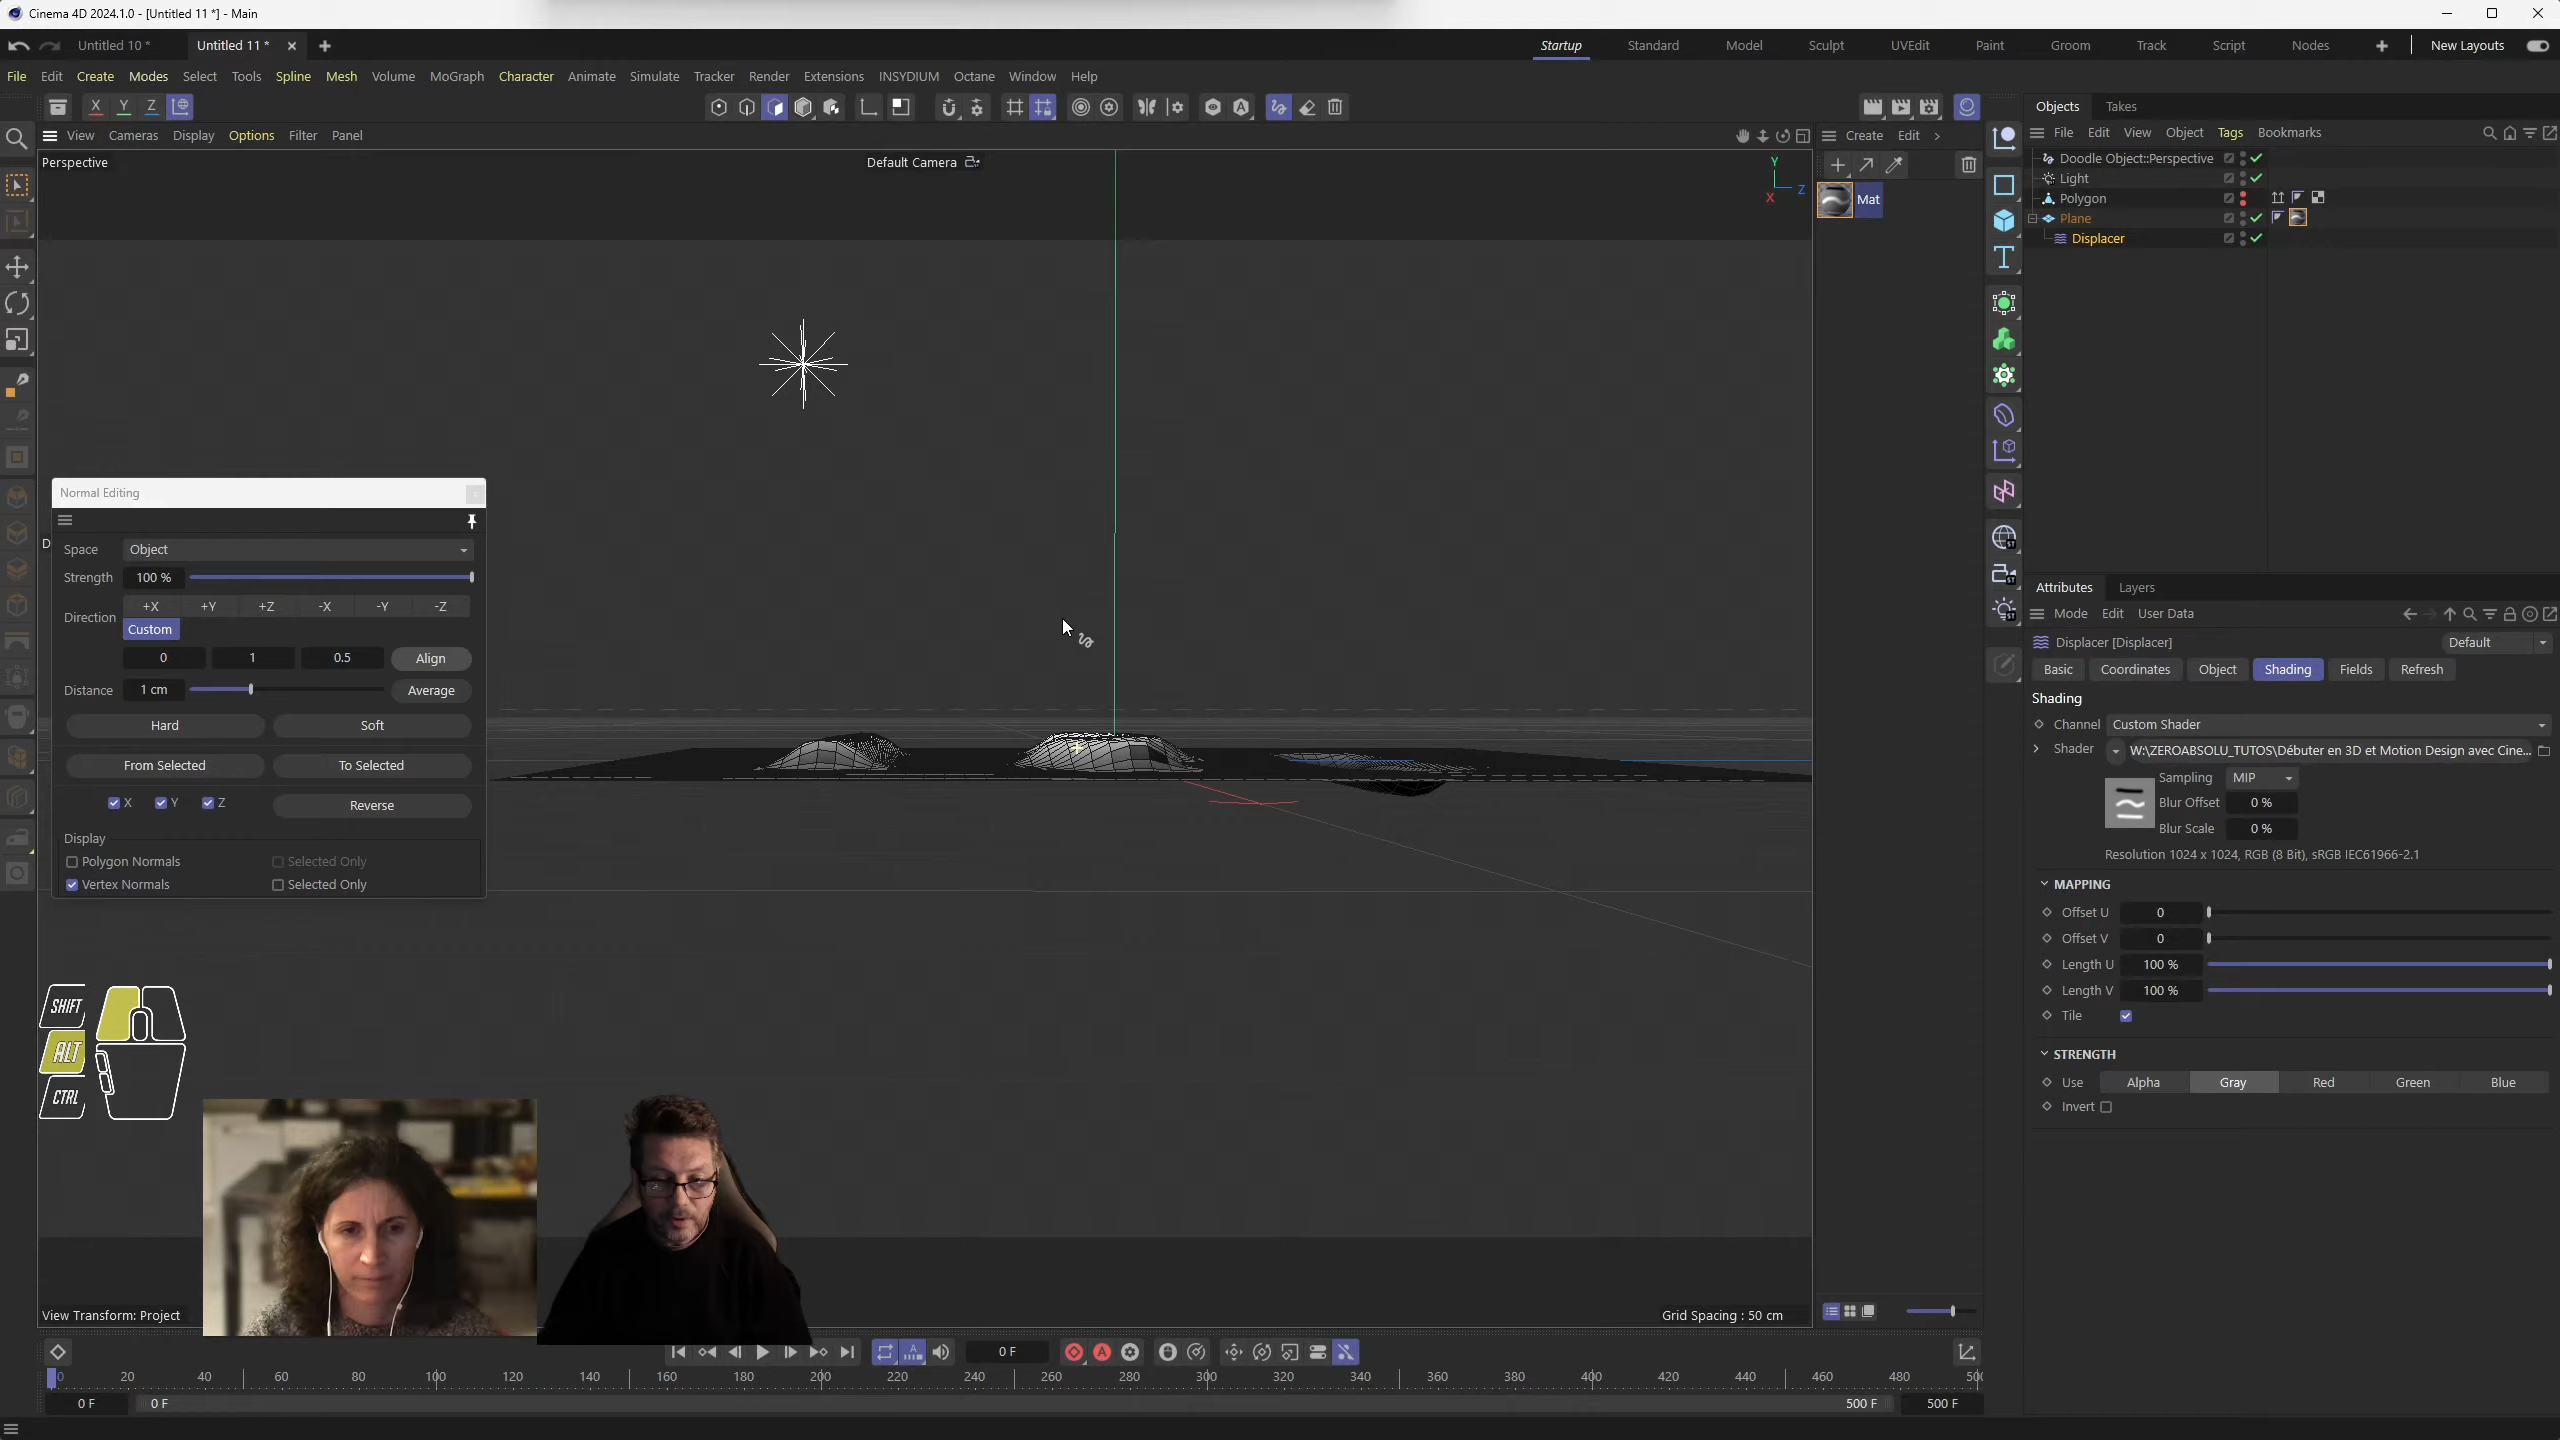 Cinema 4D 2024.1.0 - [Untitled 11 *] - Main
Untitled 10 *
Untitled 11 *
Startup
Standard
Model
Sculpt
UVEdit
Paint
Groom
Track
Script
Nodes
New Layouts
File
Edit
Create
Modes
Select
Tools
Spline
Mesh
Volume
MoGraph
Character
Animate
Simulate
Tracker
Render
Extensions
INSYDIUM
Octane
Window
Help
X
Y
Z
View
Cameras
Display
Options
Filter
Panel
Perspective
Default Camera
Y
Z
X
Create
Edit
Mat
Objects
Takes
File
Edit
View
Object
Tags
Bookmarks
Doodle Object::Perspective
Light
Polygon
Plane
Displacer
Normal Editing
Space
Object
Strength
100 %
Direction
+X
+Y
+Z
-X
-Y
-Z
Custom
0
1
0.5
Align
Distance
1 cm
Average
Hard
Soft
From Selected
To Selected
X
Y
Z
Reverse
Display
Polygon Normals
Selected Only
Vertex Normals
Selected Only
D
SHIFT
ALT
CTRL
View Transform: Project
Grid Spacing : 50 cm
Attributes
Layers
Mode
Edit
User Data
Displacer [Displacer]
Default
Basic
Coordinates
Object
Shading
Fields
Refresh
Shading
Channel
Custom Shader
Shader
W:\ZEROABSOLU_TUTOS\Débuter en 3D et Motion Design avec Cine...
Sampling
MIP
Blur Offset
0 %
Blur Scale
0 %
Resolution 1024 x 1024, RGB (8 Bit), sRGB IEC61966-2.1
MAPPING
Offset U
0
Offset V
0
Length U
100 %
Length V
100 %
Tile
STRENGTH
Use
Alpha
Gray
Red
Green
Blue
Invert
0 F
0
20
40
60
80
100
120
140
160
180
200
220
240
260
280
300
320
340
360
380
400
420
440
460
480
50
0 F
0 F
500 F
500 F